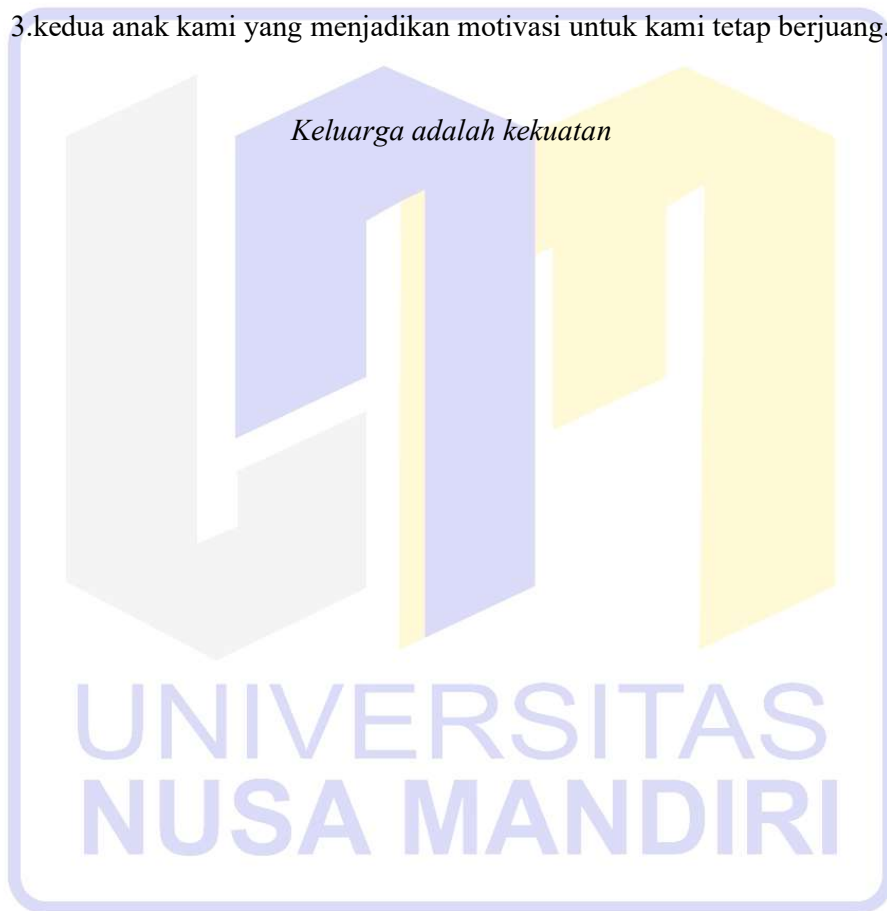 3.kedua anak kami yang menjadikan motivasi untuk kami tetap berjuang.
Keluarga adalah kekuatan
UNIVERSITAS
NUSA MANDIRI